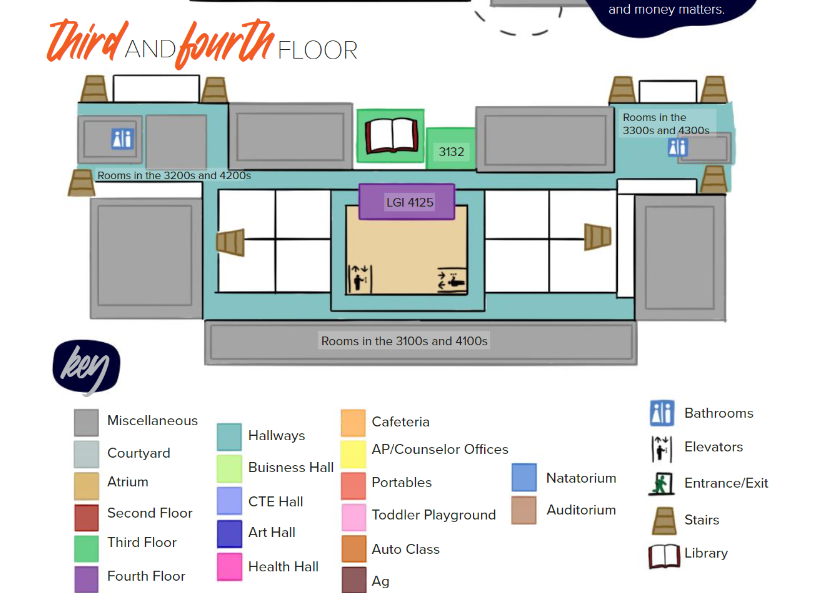 and money matters.
Third AND fourth FLOOR
Rooms in the
3300s and 4300s
3132
Rooms in the 3200s and 4200s
LGI 4125
Rooms in the 3100s and 4100s
key
Miscellaneous
Courtyard
Atrium
Second Floor
Third Floor
Fourth Floor
Hallways
Buisness Hall
CTE Hall
Art Hall
Health Hall
Cafeteria
AP/Counselor Offices
Portables
Toddler Playground
Auto Class
Ag
Natatorium
Auditorium
Bathrooms
Elevators
Entrance/Exit
Stairs
Library